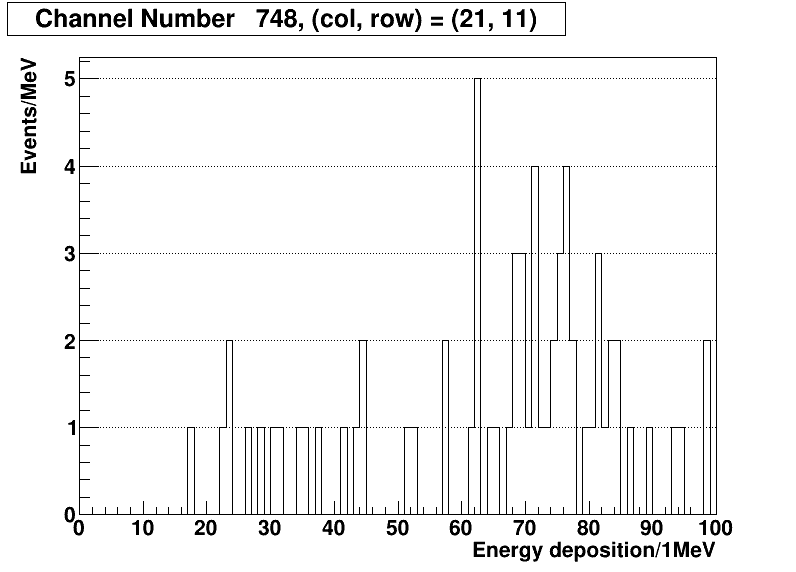 Channel Number 748, (col, row) = (21, 11)
Events/MeV
5
4
3
2
1
0
0 10 20 30 40 50 60 70 80 90 100
Energy deposition/1MeV